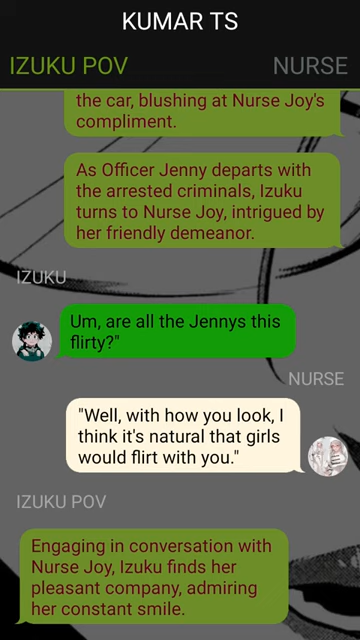 KUMAR TS
IZUKU POV
NURSE
the car, blushing at Nurse Joy's
compliment.
As Officer Jenny departs with
the arrested criminals, Izuku
turns to Nurse Joy, intrigued by
her friendly demeanor.
IZUKU
Um, are all the Jennys this
flirty?"
NURSE
"Well, with how you look, I
think it's natural that girls
would flirt with you."
IZUKU POV
Engaging in conversation with
Nurse Joy, Izuku finds her
pleasant company, admiring
her constant smile.